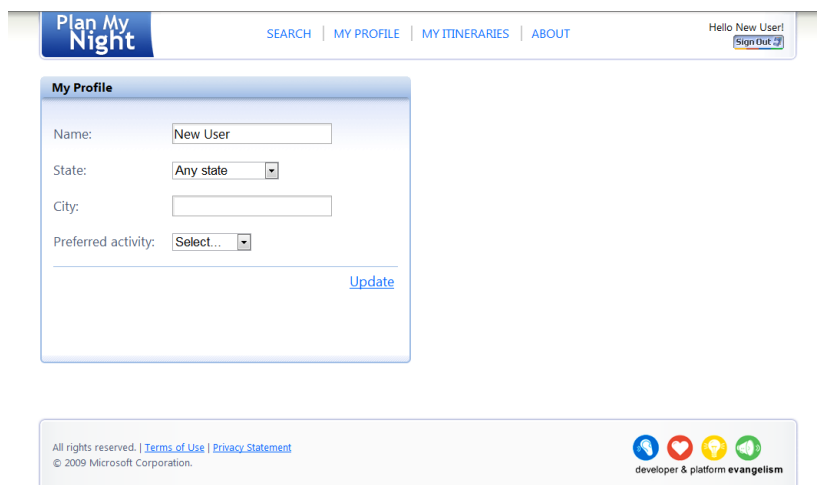 Plan My
Night
SEARCH | MY PROFILE | MY ITINERARIES | ABOUT
Hello New User!
Sign Out
My Profile
Name: New User
State: Any state
City:
Preferred activity: Select...
Update
All rights reserved. | Terms of Use | Privacy Statement
© 2009 Microsoft Corporation.
developer & platform evangelism